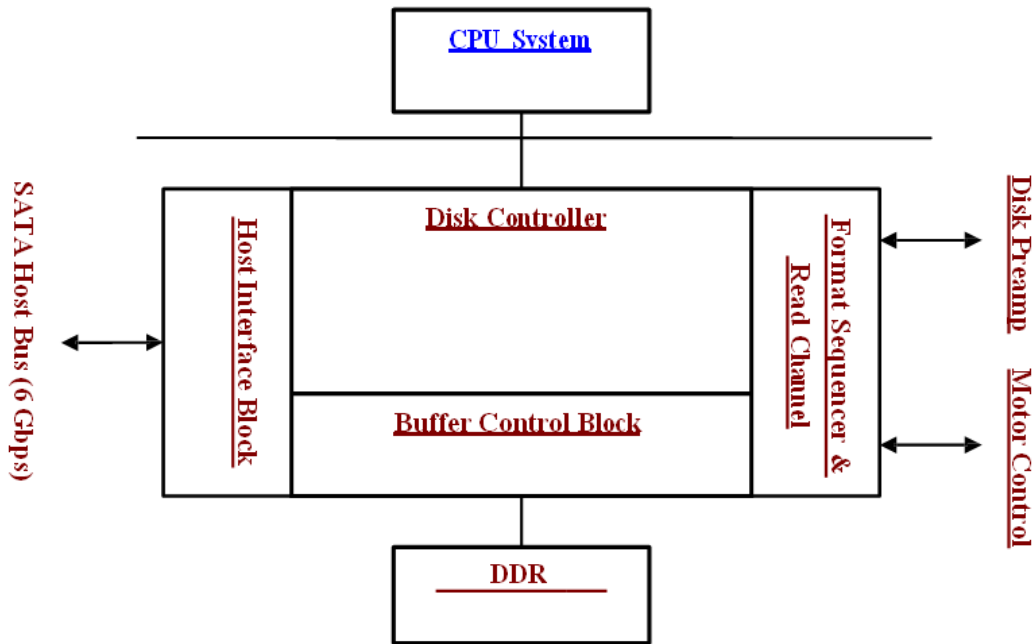 CPU System
Disk Controller
Host Interface Block
Format Sequencer &
Read Channel
Buffer Control Block
SATA Host Bus (6 Gbps)
Disk Preamp
Motor Control
DDR